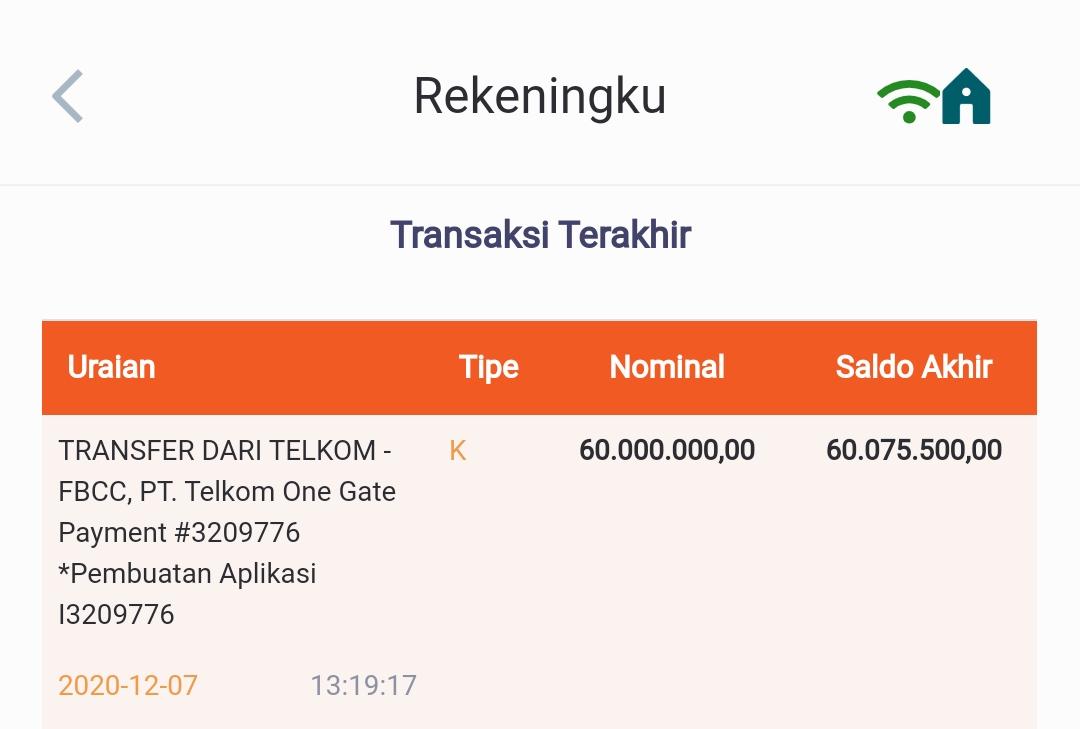 Rekeningku
Transaksi Terakhir
Uraian Tipe Nominal Saldo Akhir
TRANSFER DARI TELKOM - K 60.000.000,00 60.075.500,00
FBCC, PT. Telkom One Gate
Payment #3209776
*Pembuatan Aplikasi
I3209776
2020-12-07 13:19:17